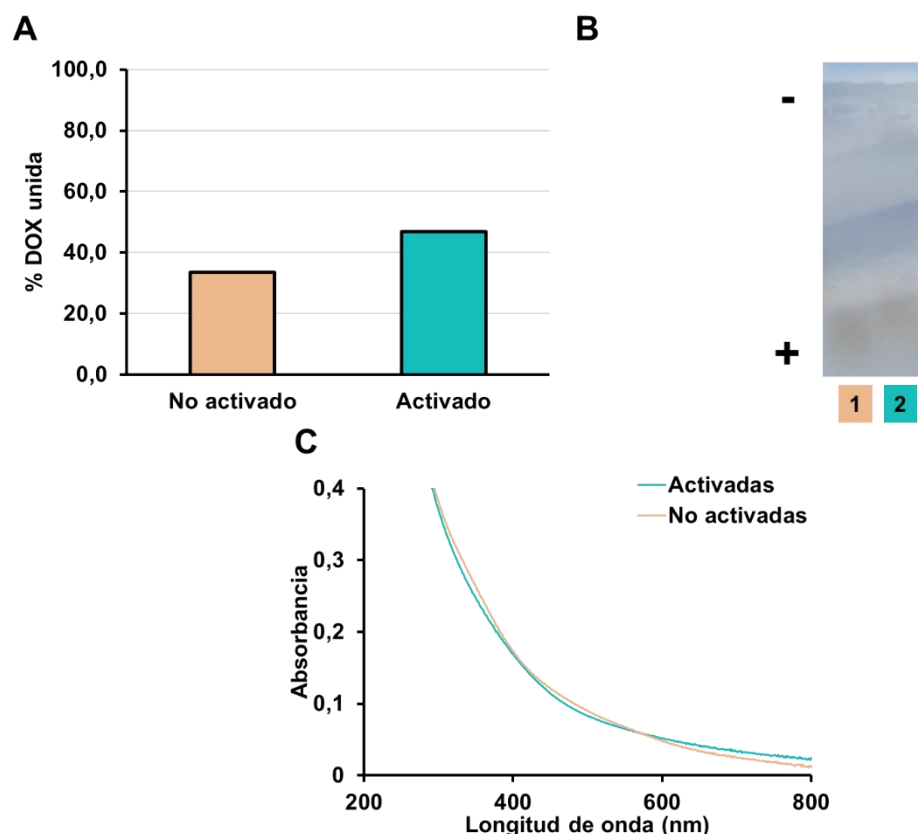 A
100,0
80,0
60,0
40,0
20,0
0,0
% DOX unida
No activado
Activado
B
-
+
1
2
C
0,4
0,3
0,2
0,1
0
Absorbancia
Activadas
No activadas
200
400
600
800
Longitud de onda (nm)